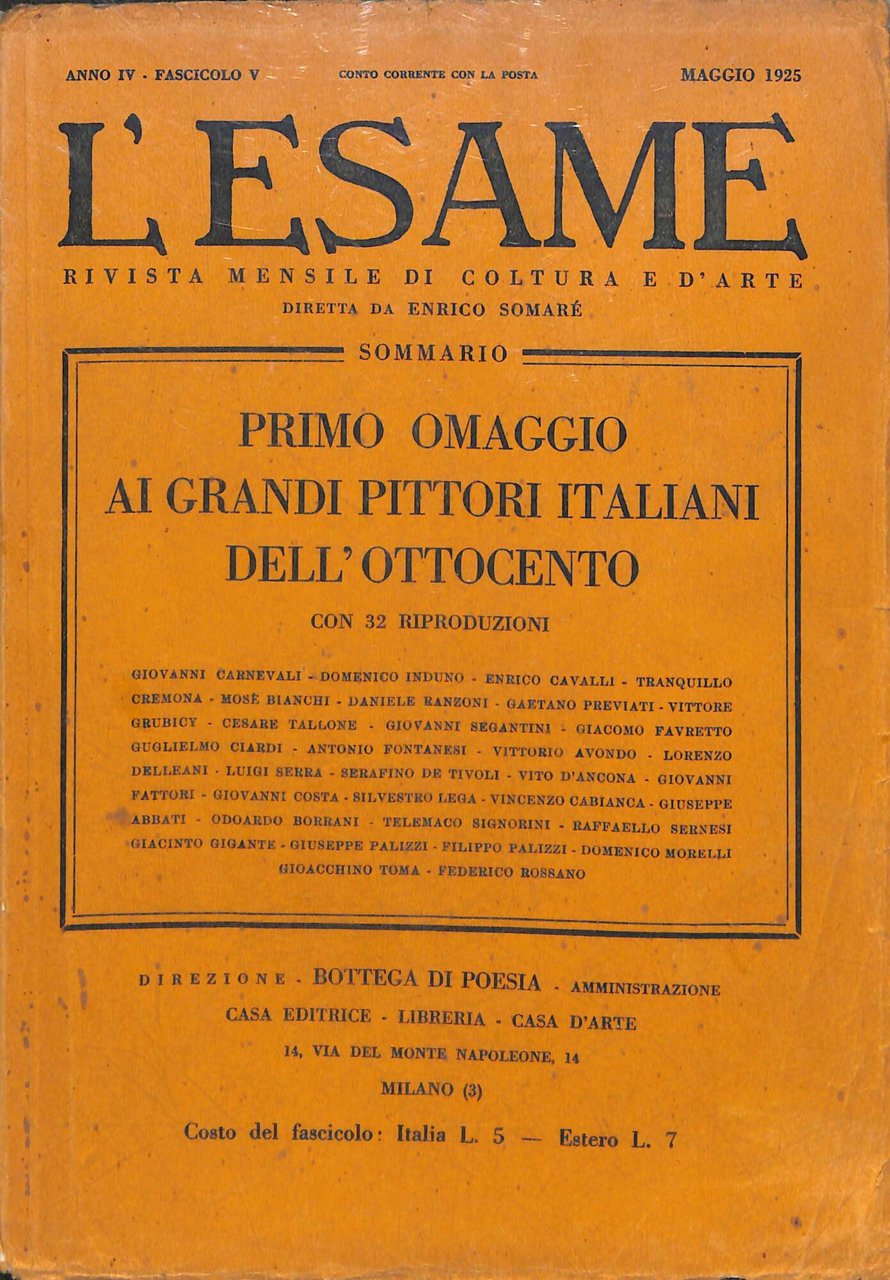 ANNO IV - FASCICOLO V CONTO CORRENTE CON LA POSTA MAGGIO 1925
L'ESAME
RIVISTA MENSILE DI COLTURA E D'ARTE
DIRETTA DA ENRICO SOMARÉ
SOMMARIO
PRIMO OMAGGIO
AI GRANDI PITTORI ITALIANI
DELL'OTTOCENTO
CON 32 RIPRODUZIONI
GIOVANNI CARNEVALI - DOMENICO INDUNO - ENRICO CAVALLI - TRANQUILLO
CREMONA - MOSÈ BIANCHI - DANIELE RANZONI - GAETANO PREVIATI - VITTORE
GRUBICY - CESARE TALLONE - GIOVANNI SEGANTINI - GIACOMO FAVRETTO
GUGLIELMO CIARDI - ANTONIO FONTANESI - VITTORIO AVONDO - LORENZO
DELLEANI - LUIGI SERRA - SERAFINO DE TIVOLI - VITO D'ANCONA - GIOVANNI
FATTORI - GIOVANNI COSTA - SILVESTRO LEGA - VINCENZO CABIANCA - GIUSEPPE
ABBATI - ODOARDO BORRANI - TELEMACO SIGNORINI - RAFFAELLO SERNESI
GIACINTO GIGANTE - GIUSEPPE PALIZZI - FILIPPO PALIZZI - DOMENICO MORELLI
GIOACCHINO TOMA - FEDERICO ROSSANO
DIREZIONE - BOTTEGA DI POESIA - AMMINISTRAZIONE
CASA EDITRICE - LIBRERIA - CASA D'ARTE
14, VIA DEL MONTE NAPOLEONE, 14
MILANO (3)
Costo del fascicolo: Italia L. 5 — Estero L. 7